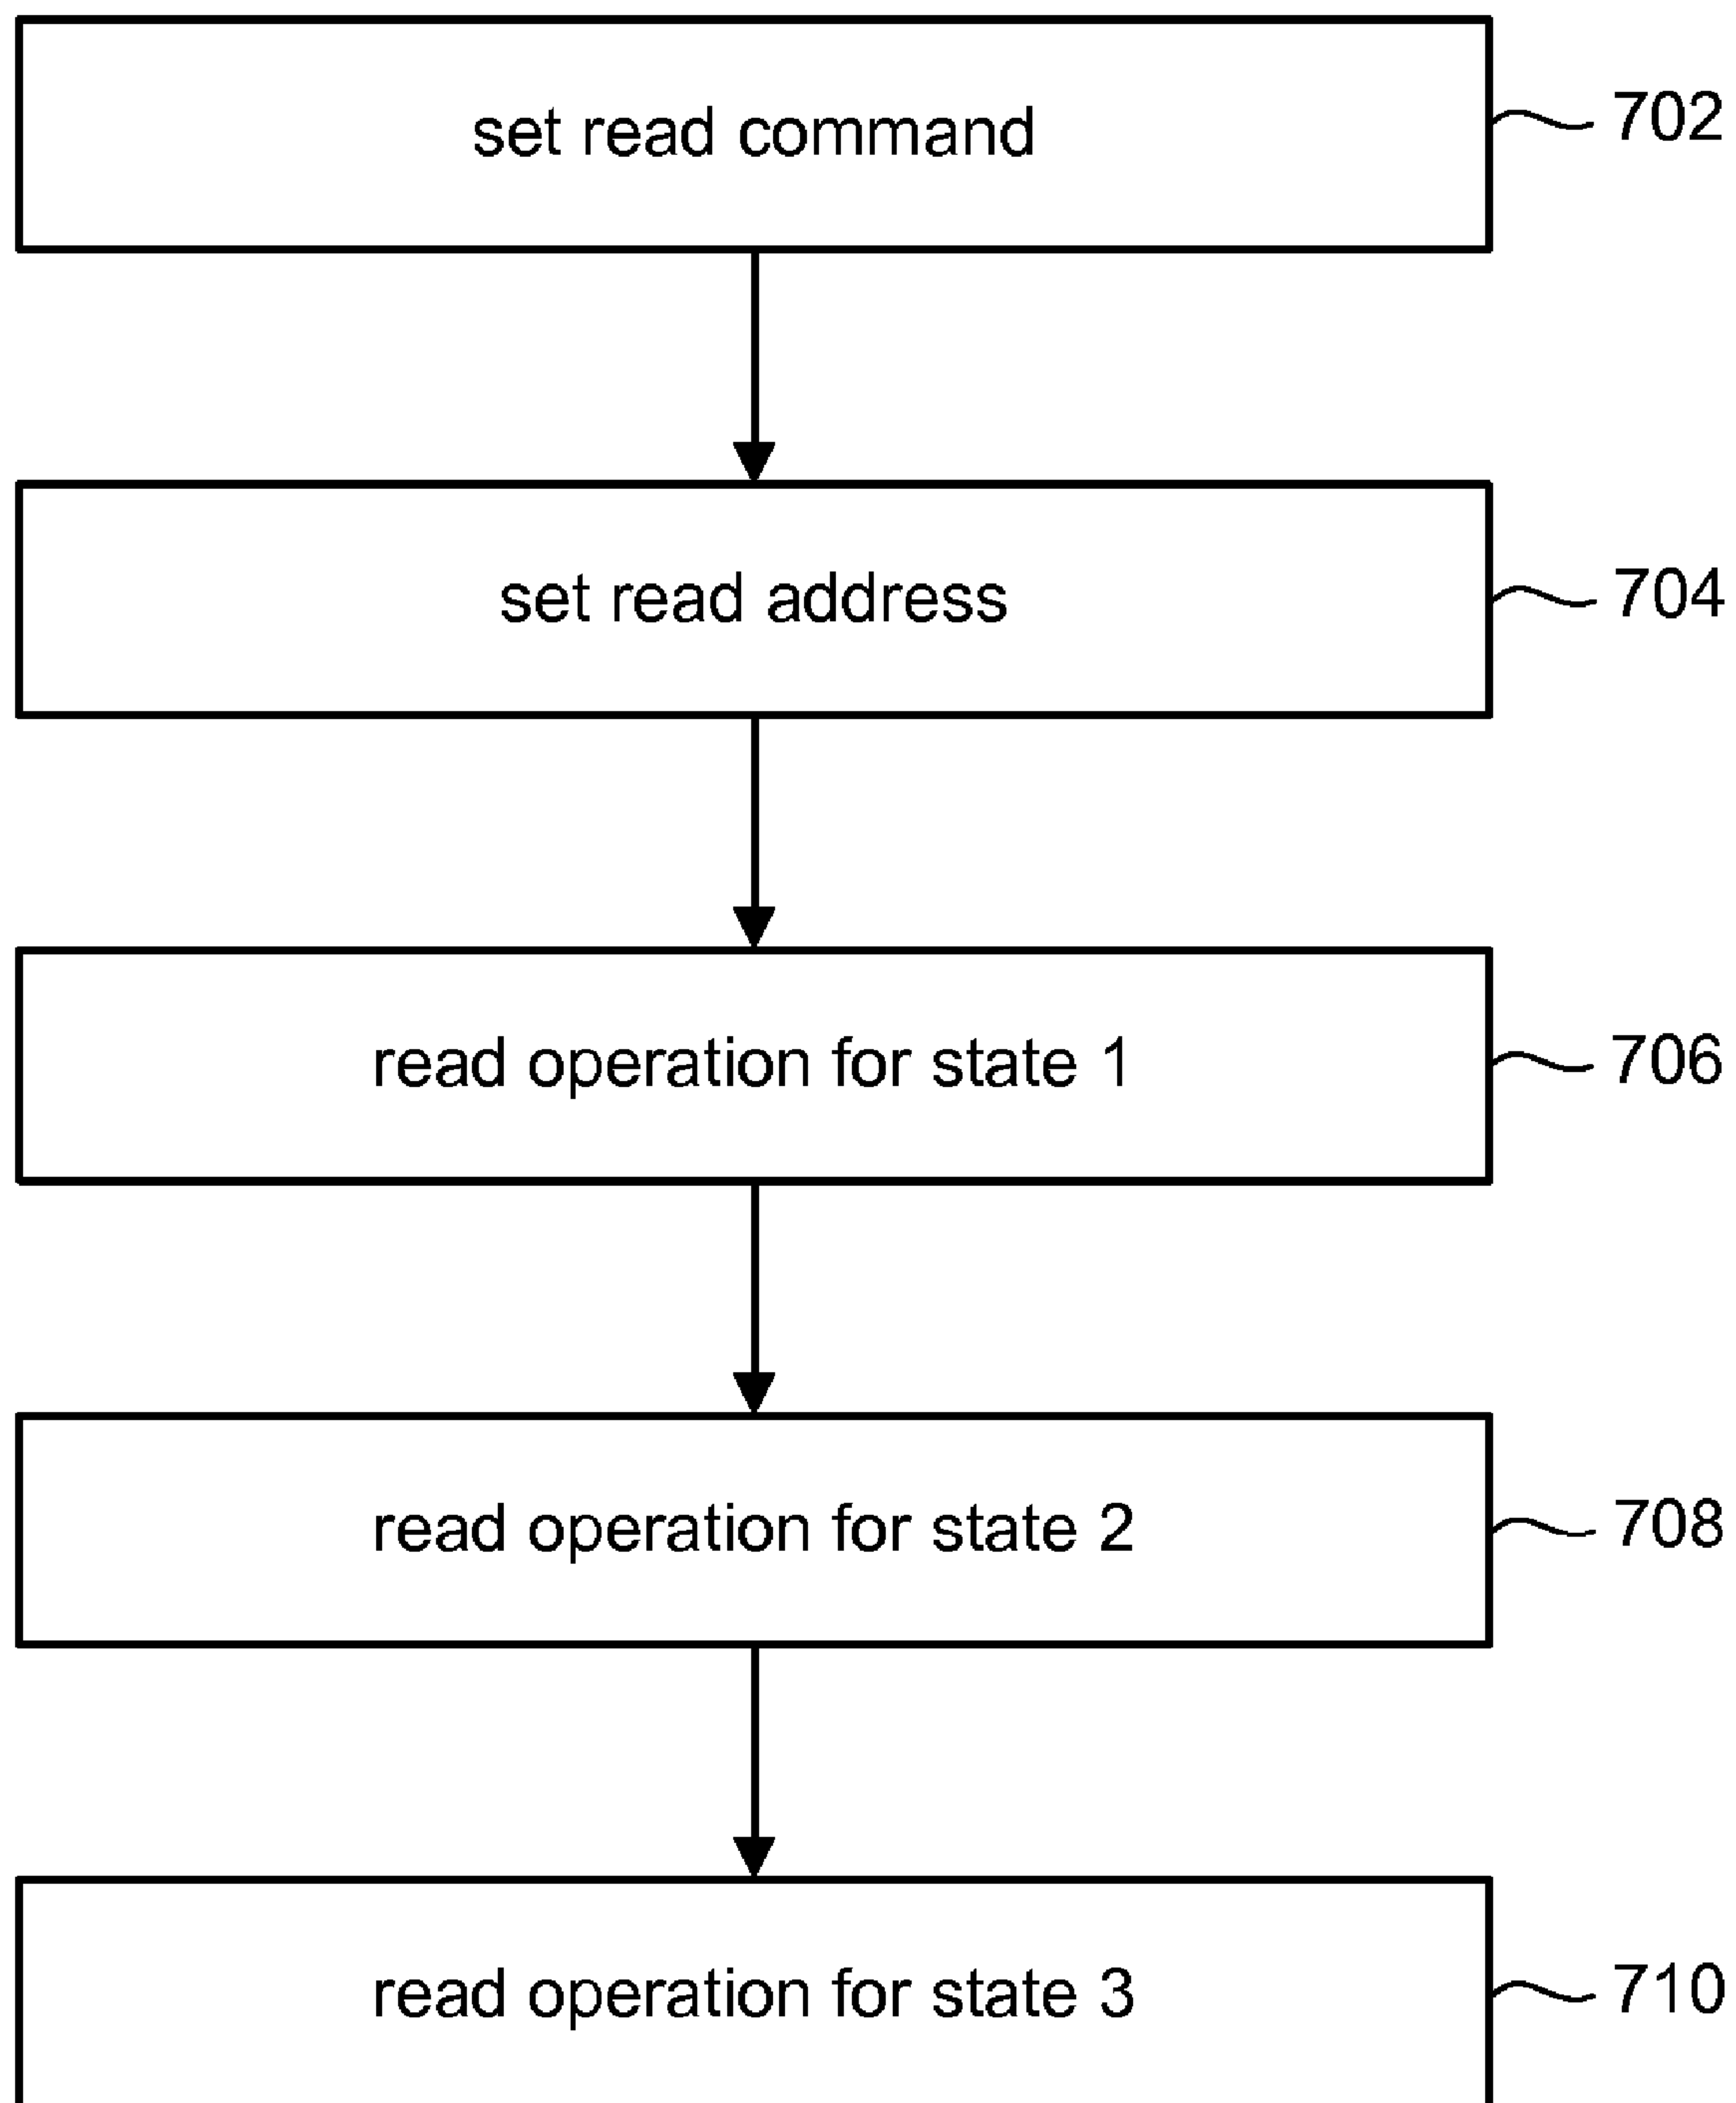 set read command
702
set read address
704
read operation for state 1
706
read operation for state 2
708
read operation for state 3
710